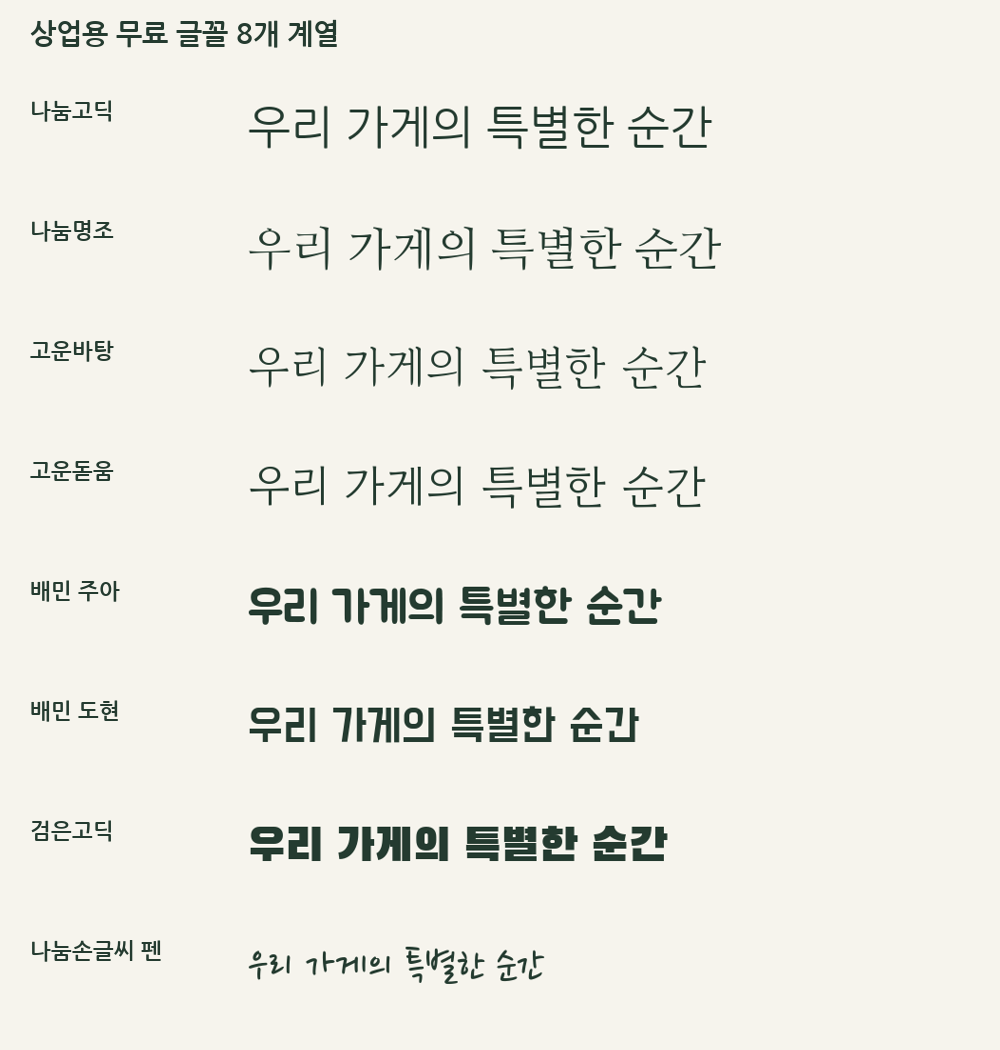 상업용 무료 글꼴 8개 계열
나눔고딕
우리 가게의 특별한 순간
나눔명조
우리 가게의 특별한 순간
고운바탕
우리 가게의 특별한 순간
고운돋움
우리 가게의 특별한 순간
배민 주아
우리 가게의 특별한 순간
배민 도현
우리 가게의 특별한 순간
검은고딕
우리 가게의 특별한 순간
나눔손글씨 펜
우리 가게의 특별한 순간